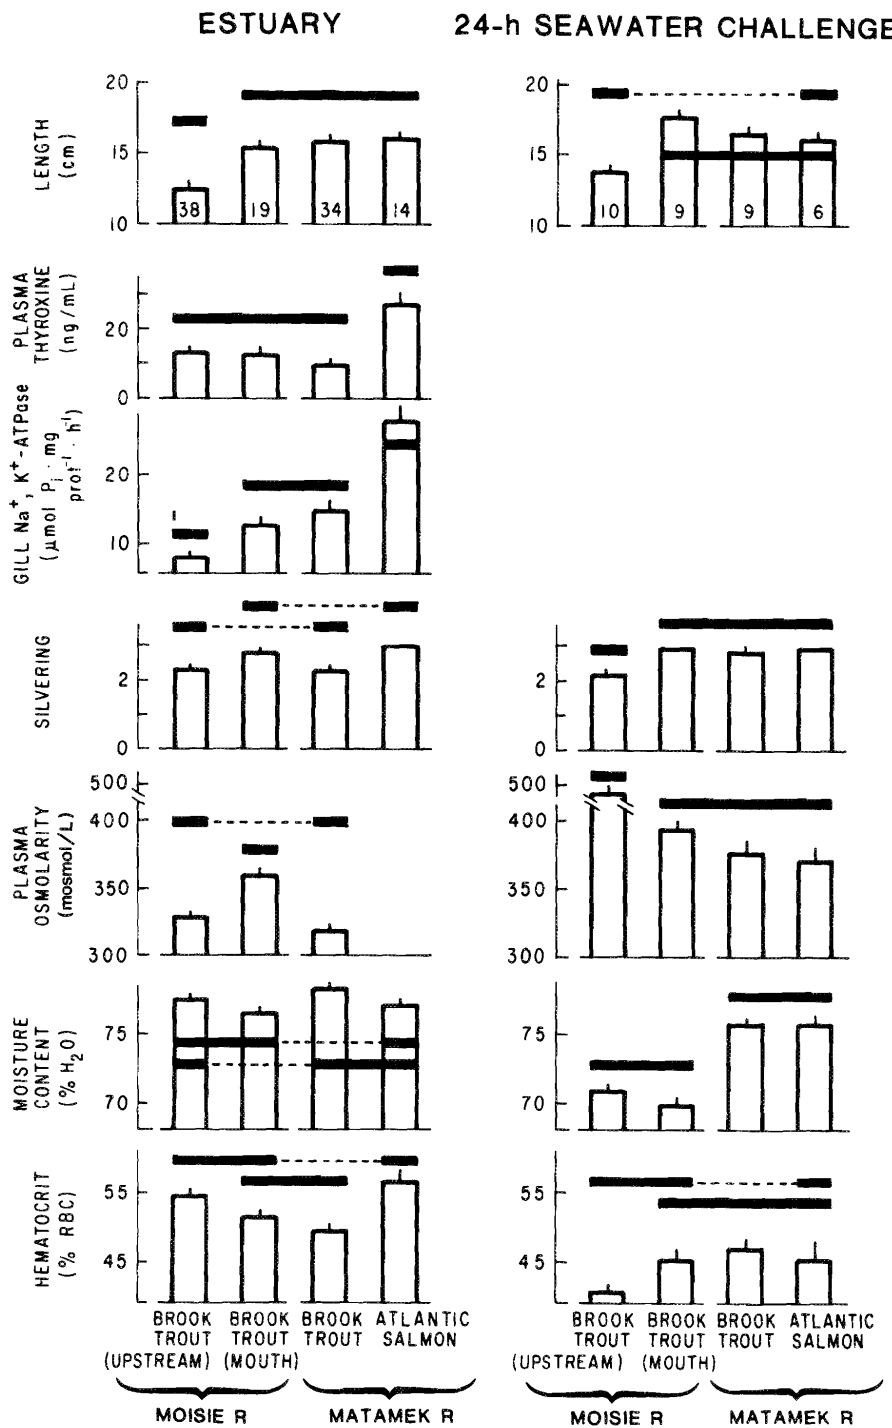 ESTUARY
24-h SEAWATER CHALLENGE
LENGTH
(cm)
20
15
10
38
19
34
14
20
15
10
10
9
9
6
PLASMA
THYROXINE
(ng/mL)
20
0
GILL Na+, K+-ATPase
(μmol Pi · mg
prot-1 · h-1)
20
10
SILVERING
2
0
2
0
PLASMA
OSMOLARITY
(mosmol/L)
500
400
350
300
500
400
350
300
MOISTURE
CONTENT
(% H2O)
75
70
75
70
HEMATOCRIT
(% RBC)
55
45
55
45
BROOK TROUT (UPSTREAM)
BROOK TROUT (MOUTH)
BROOK TROUT
ATLANTIC SALMON
BROOK TROUT (UPSTREAM)
BROOK TROUT (MOUTH)
BROOK TROUT
ATLANTIC SALMON
MOISIE R
MATAMEK R
MOISIE R
MATAMEK R